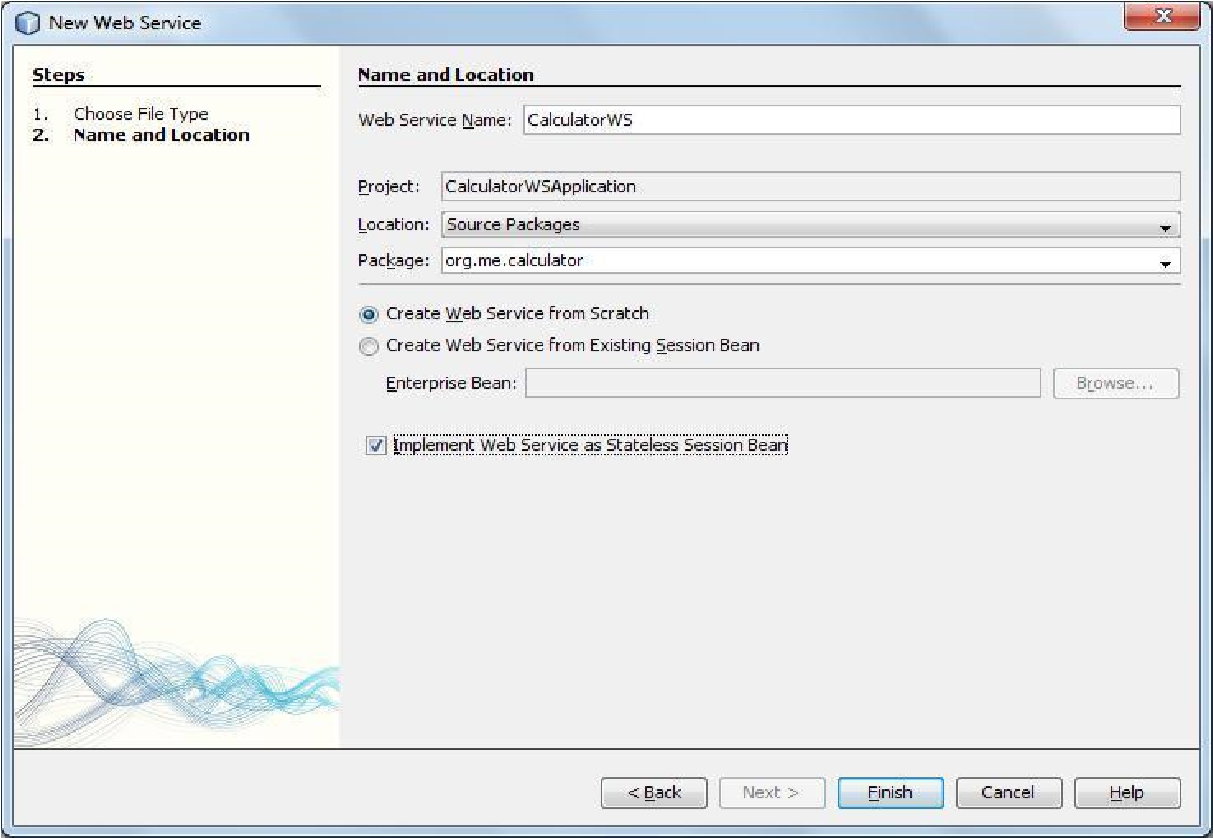 New Web Service
Steps
1. Choose File Type
2. Name and Location
Name and Location
Web Service Name: CalculatorWS
Project: CalculatorWSApplication
Location: Source Packages
Package: org.me.calculator
Create Web Service from Scratch
Create Web Service from Existing Session Bean
Enterprise Bean: Browse...
Implement Web Service as Stateless Session Bean
< Back Next > Finish Cancel Help